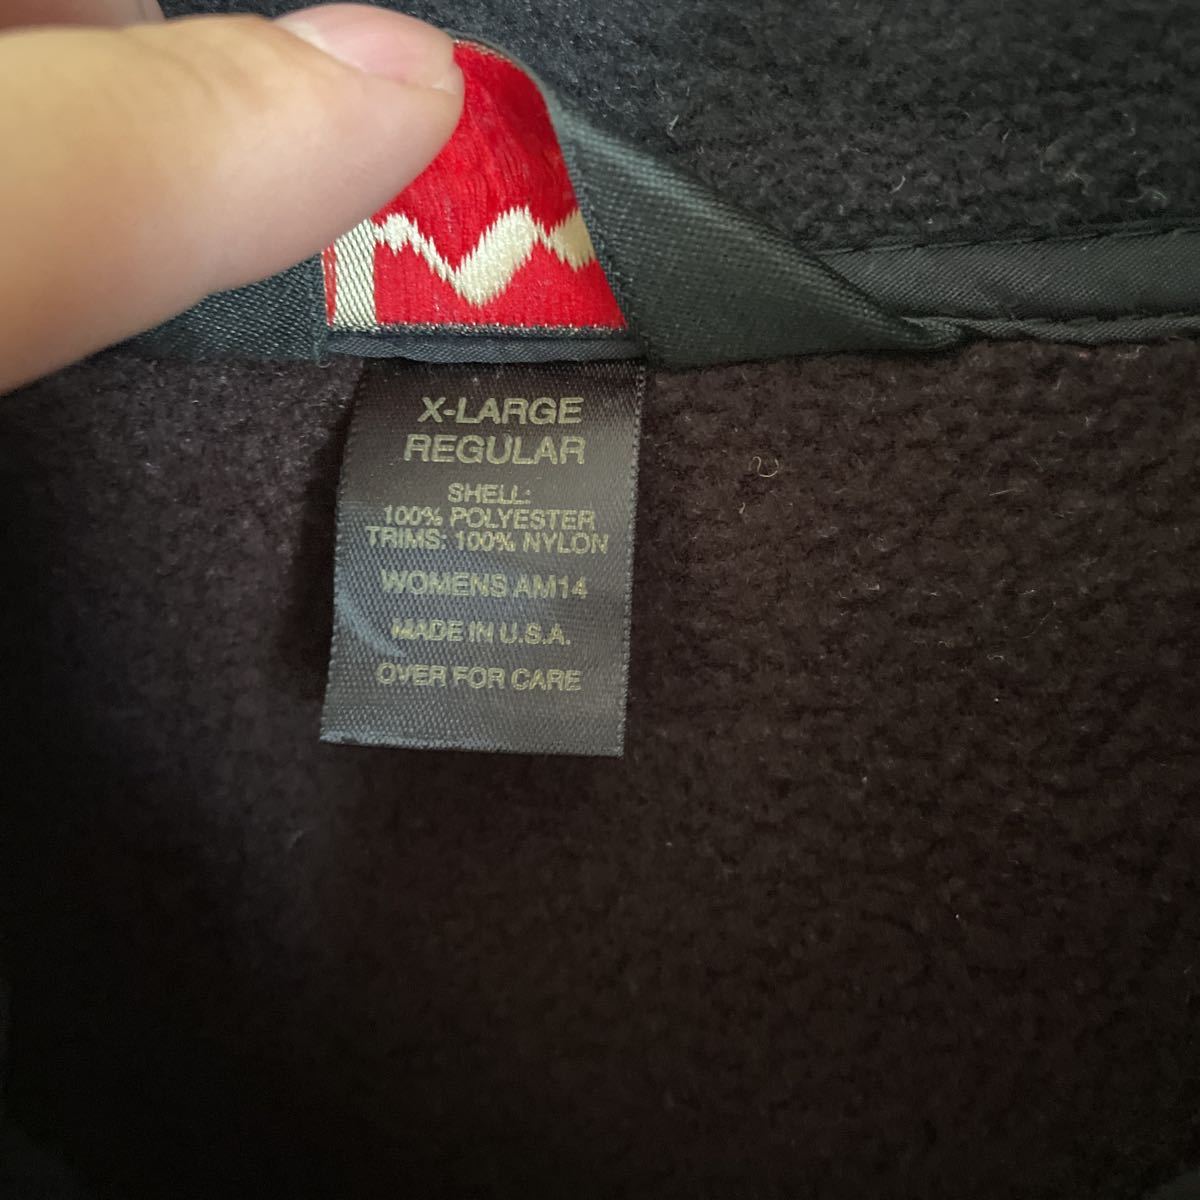 X-LARGE
REGULAR
SHELL:
100% POLYESTER
TRIMS: 100% NYLON
WOMENS AM14
MADE IN U.S.A.
OVER FOR CARE